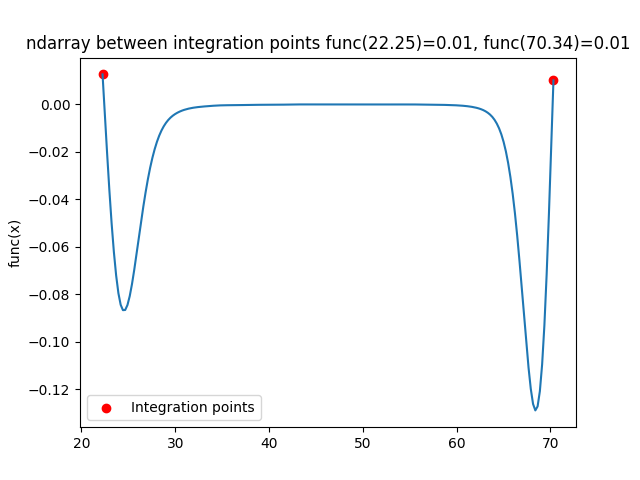 ndarray between integration points func(22.25)=0.01, func(70.34)=0.01
func(x)
0.00
−0.02
−0.04
−0.06
−0.08
−0.10
−0.12
Integration points
20 30 40 50 60 70